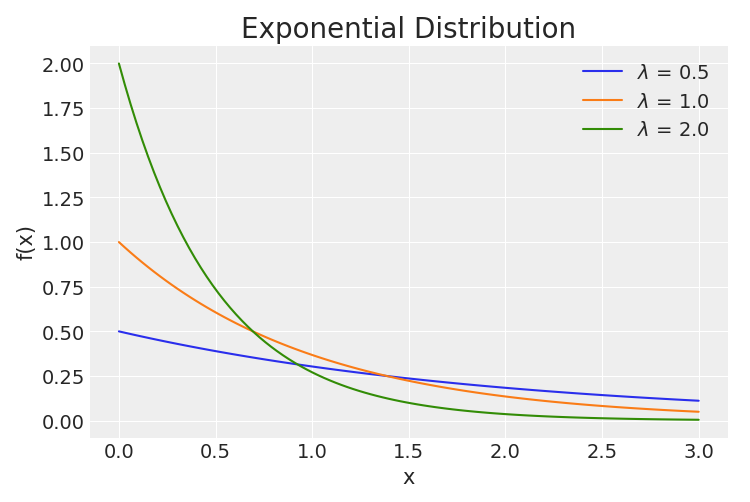 Exponential Distribution
λ = 0.5
λ = 1.0
λ = 2.0
2.00
1.75
1.50
1.25
1.00
0.75
0.50
0.25
0.00
f(x)
0.0 0.5 1.0 1.5 2.0 2.5 3.0
x